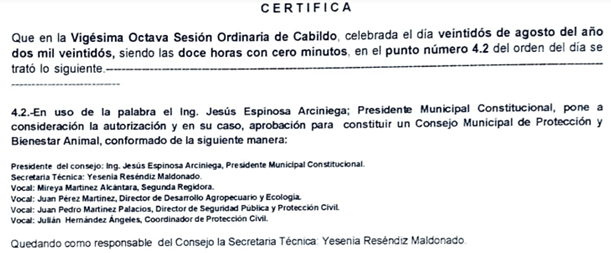 CERTIFICA
Que en la Vigésima Octava Sesión Ordinaria de Cabildo, celebrada el día veintidós de agosto del año
dos mil veintidós, siendo las doce horas con cero minutos, en el punto número 4.2 del orden del día se
trató lo siguiente.-----------------------------------------------------------------------------------------------
--------------------
4.2.-En uso de la palabra el Ing. Jesús Espinosa Arciniega; Presidente Municipal Constitucional, pone a
consideración la autorización y en su caso, aprobación para constituir un Consejo Municipal de Protección y
Bienestar Animal, conformado de la siguiente manera:
Presidente del consejo: Ing. Jesús Espinosa Arciniega, Presidente Municipal Constitucional.
Secretaria Técnica: Yesenia Reséndiz Maldonado.
Vocal: Mireya Martinez Alcántara, Segunda Regidora.
Vocal: Juan Pérez Martinez, Director de Desarrollo Agropecuario y Ecologia.
Vocal: Juan Pedro Martinez Palacios, Director de Seguridad Pública y Protección Civil.
Vocal: Julián Hernández Ángeles, Coordinador de Protección Civil.
Quedando como responsable del Consejo la Secretaria Técnica: Yesenia Reséndiz Maldonado.